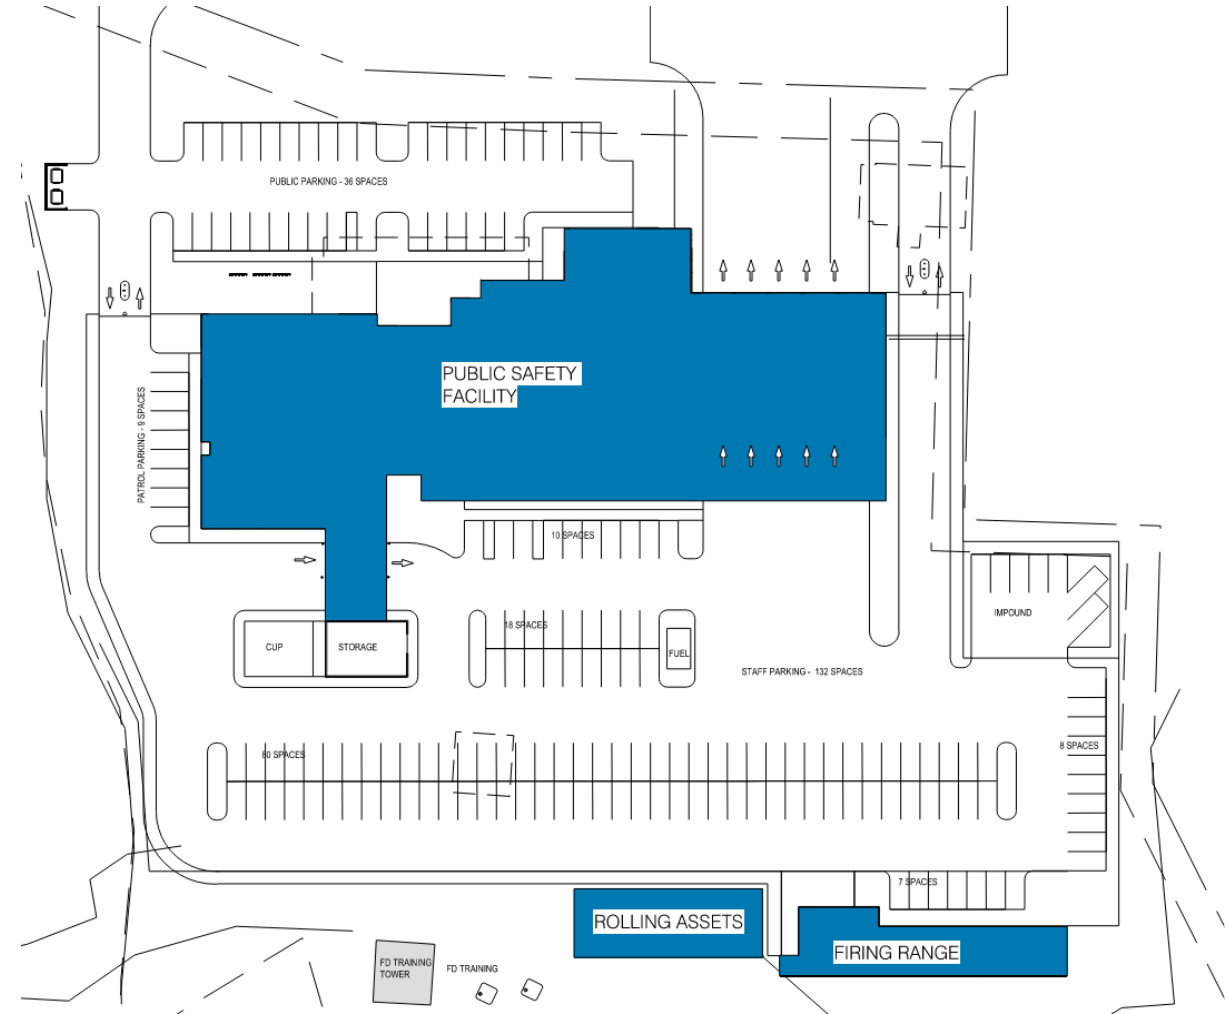 PUBLIC PARKING - 36 SPACES
PUBLIC SAFETY
FACILITY
PATROL PARKING - 9 SPACES
10 SPACES
IMPOUND
18 SPACES
CUP
STORAGE
FUEL
STAFF PARKING - 132 SPACES
80 SPACES
8 SPACES
7 SPACES
ROLLING ASSETS
FIRING RANGE
FD TRAINING
TOWER
FD TRAINING